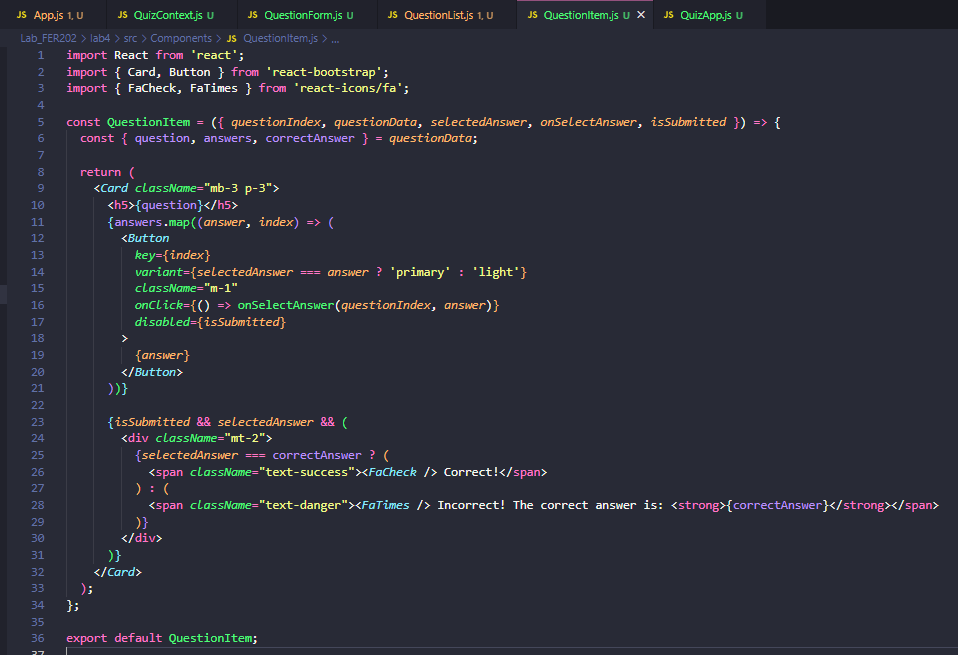 JS App.js 1, U JS QuizContext.js U JS QuestionForm.js U JS QuestionList.js 1, U JS QuestionItem.js U × JS QuizApp.js U
Lab_FER202 > lab4 > src > Components > JS QuestionItem.js > ...
1 import React from 'react';
2 import { Card, Button } from 'react-bootstrap';
3 import { FaCheck, FaTimes } from 'react-icons/fa';
4
5 const QuestionItem = ({ questionIndex, questionData, selectedAnswer, onSelectAnswer, isSubmitted }) => {
6   const { question, answers, correctAnswer } = questionData;
7
8   return (
9     <Card className="mb-3 p-3">
10       <h5>{question}</h5>
11       {answers.map((answer, index) => (
12         <Button
13           key={index}
14           variant={selectedAnswer === answer ? 'primary' : 'light'}
15           className="m-1"
16           onClick={() => onSelectAnswer(questionIndex, answer)}
17           disabled={isSubmitted}
18         >
19           {answer}
20         </Button>
21       ))}
22
23       {isSubmitted && selectedAnswer && (
24         <div className="mt-2">
25           {selectedAnswer === correctAnswer ? (
26             <span className="text-success"><FaCheck /> Correct!</span>
27           ) : (
28             <span className="text-danger"><FaTimes /> Incorrect! The correct answer is: <strong>{correctAnswer}</strong></span>
29           )}
30         </div>
31       )}
32     </Card>
33   );
34 };
35
36 export default QuestionItem;
37